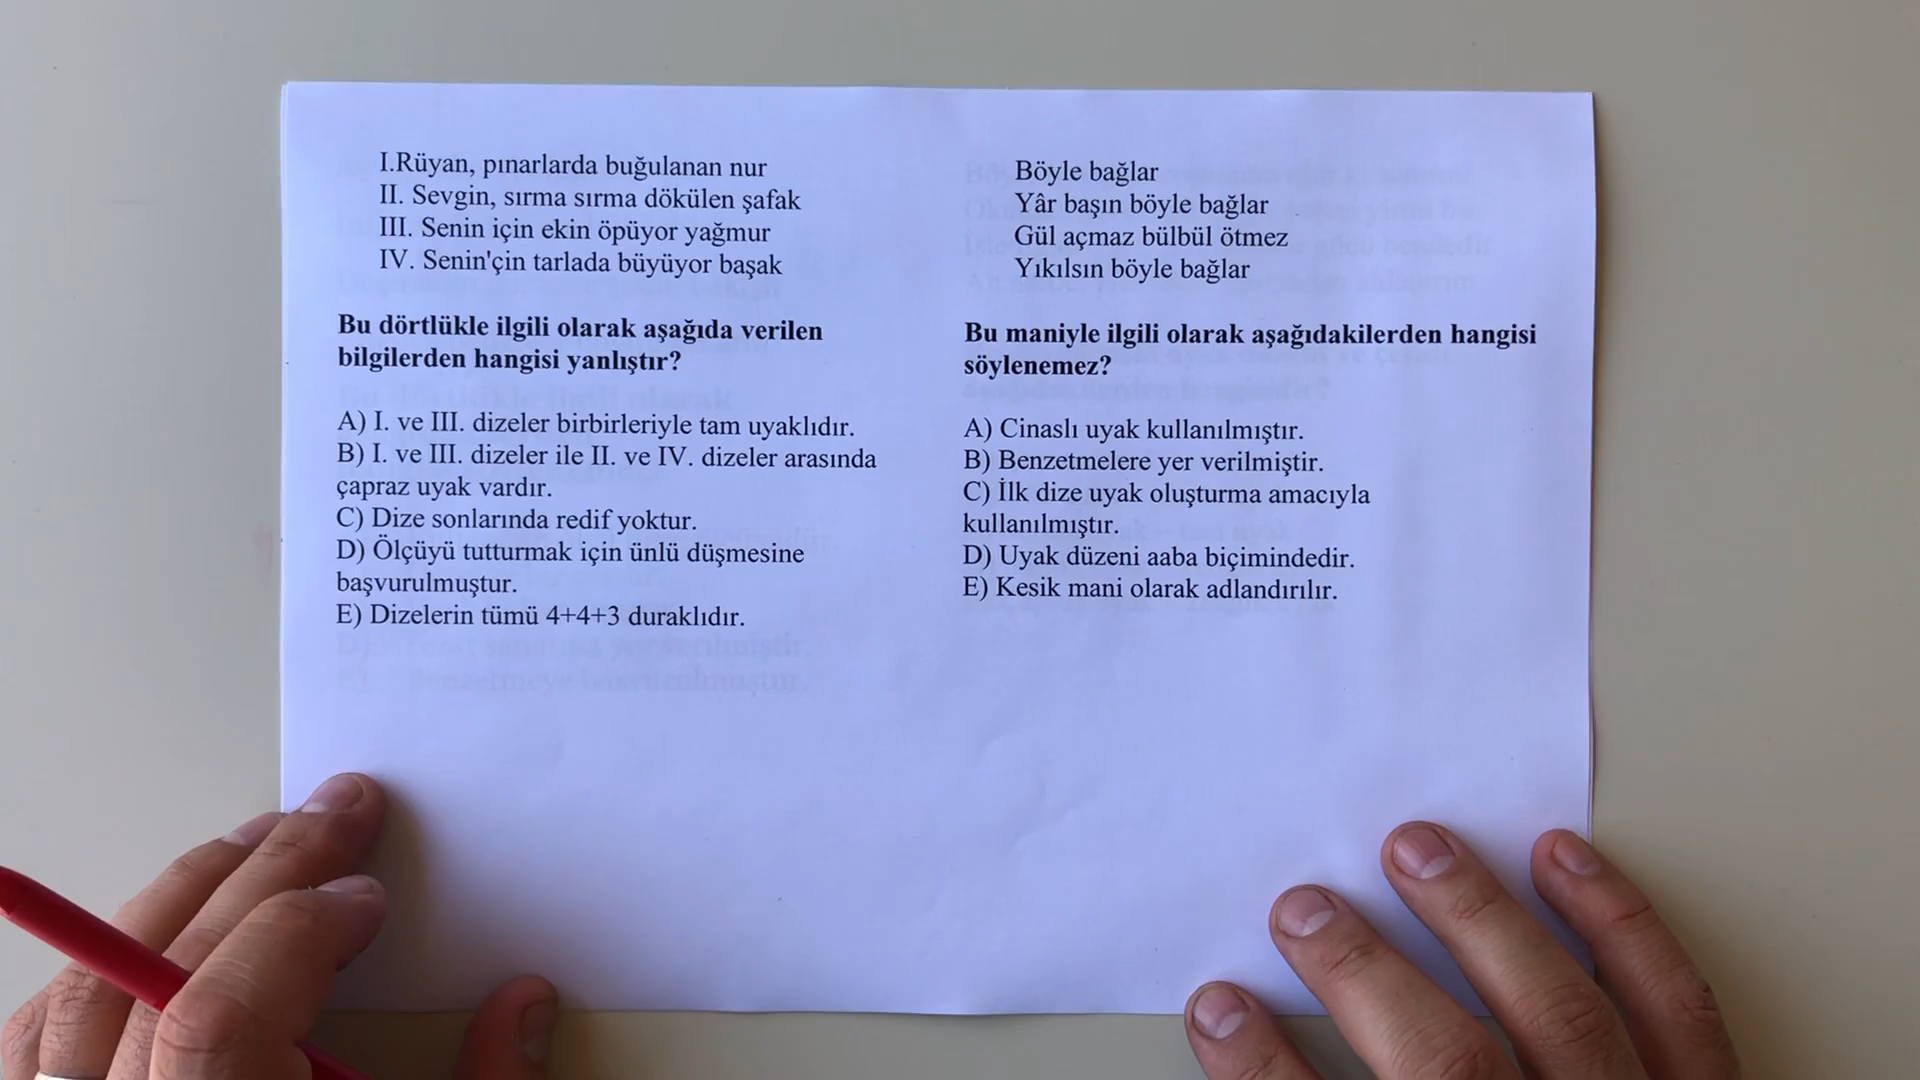 I.Rüyan, pınarlarda buğulanan nur
II. Sevgin, sırma sırma dökülen şafak
III. Senin için ekin öpüyor yağmur
IV. Senin'çin tarlada büyüyor başak
Bu dörtlükle ilgili olarak aşağıda verilen
bilgilerden hangisi yanlıştır?
A) I. ve III. dizeler birbirleriyle tam uyaklıdır.
B) I. ve III. dizeler ile II. ve IV. dizeler arasında
çapraz uyak vardır.
C) Dize sonlarında redif yoktur.
D) Ölçüyü tutturmak için ünlü düşmesine
başvurulmuştur.
E) Dizelerin tümü 4+4+3 duraklıdır.
Böyle bağlar
Yâr başın böyle bağlar
Gül açmaz bülbül ötmez
Yıkılsın böyle bağlar
Bu maniyle ilgili olarak aşağıdakilerden hangisi
söylenemez?
A) Cinaslı uyak kullanılmıştır.
B) Benzetmelere yer verilmiştir.
C) İlk dize uyak oluşturma amacıyla
kullanılmıştır.
D) Uyak düzeni aaba biçimindedir.
E) Kesik mani olarak adlandırılır.